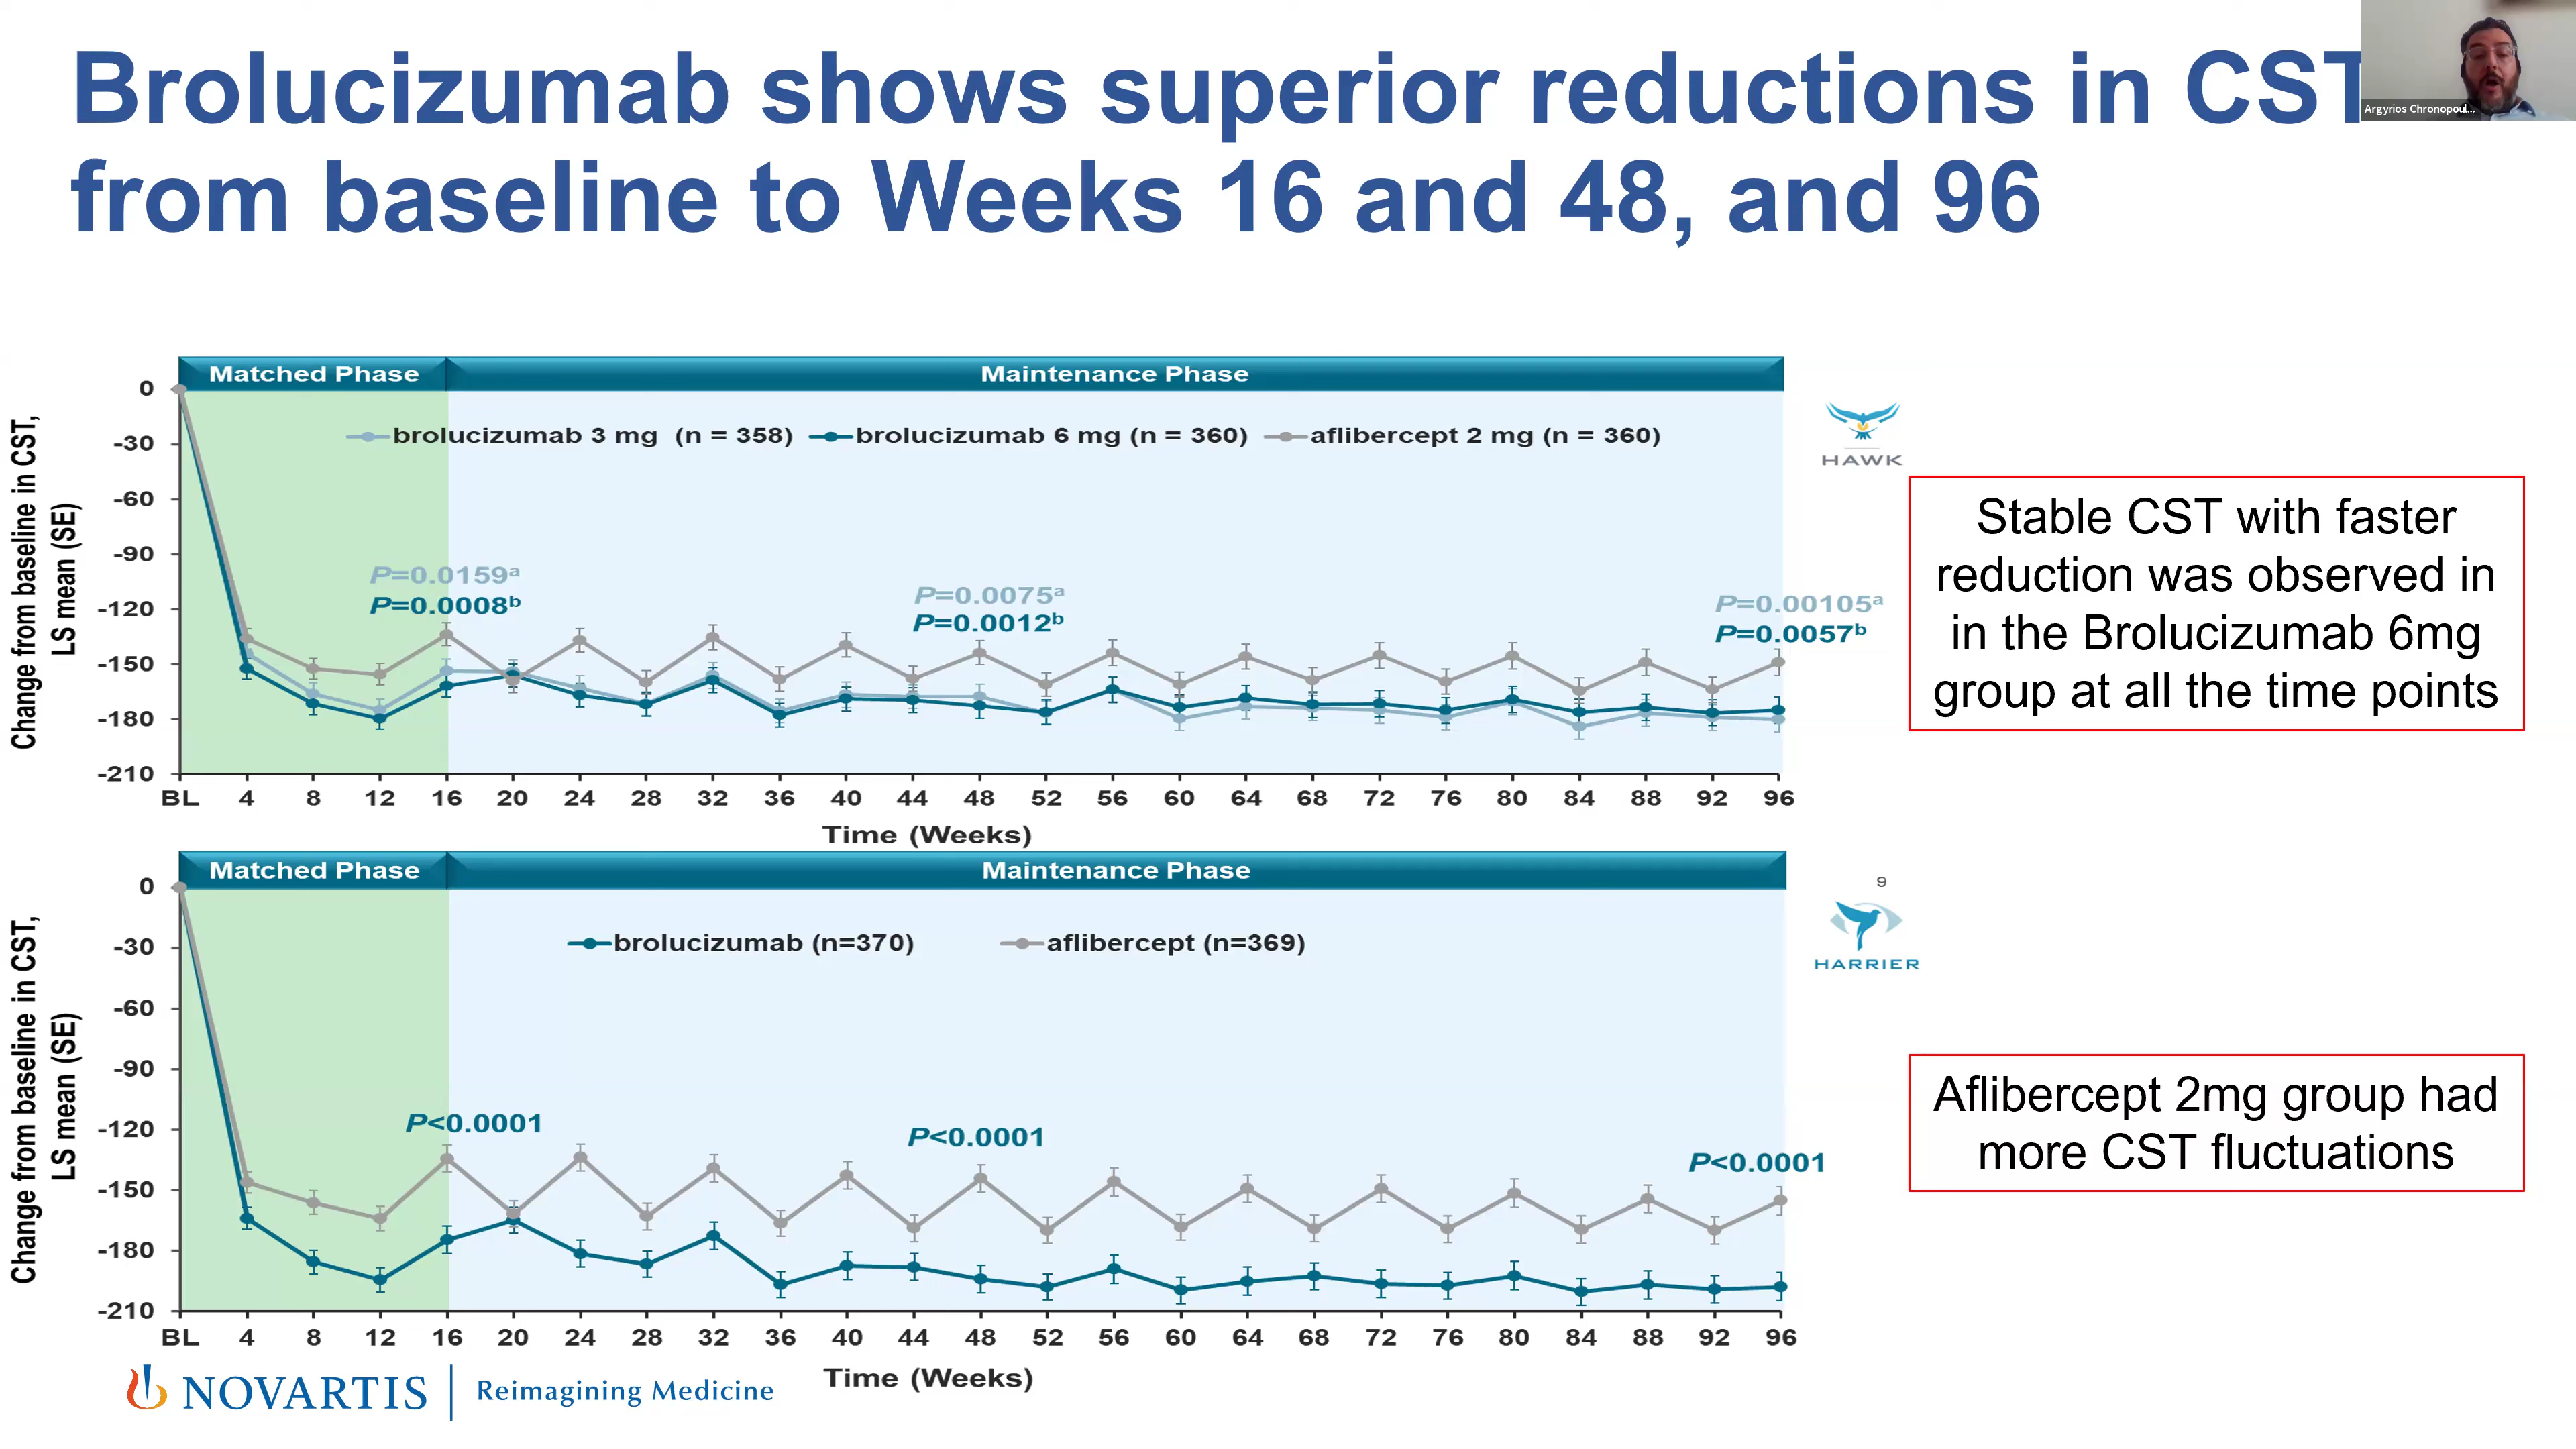 Brolucizumab shows superior reductions in CST
from baseline to Weeks 16 and 48, and 96
Argyrios Chronopoul...
Matched Phase
Maintenance Phase
Change from baseline in CST,
LS mean (SE)
0
-30
-60
-90
-120
-150
-180
-210
brolucizumab 3 mg (n = 358)
brolucizumab 6 mg (n = 360)
aflibercept 2 mg (n = 360)
P=0.0159ᵃ
P=0.0008ᵇ
P=0.0075ᵃ
P=0.0012ᵇ
P=0.00105ᵃ
P=0.0057ᵇ
BL 4 8 12 16 20 24 28 32 36 40 44 48 52 56 60 64 68 72 76 80 84 88 92 96
Time (Weeks)
HAWK
Stable CST with faster
reduction was observed in
in the Brolucizumab 6mg
group at all the time points
Matched Phase
Maintenance Phase
9
Change from baseline in CST,
LS mean (SE)
0
-30
-60
-90
-120
-150
-180
-210
brolucizumab (n=370)
aflibercept (n=369)
P<0.0001
P<0.0001
P<0.0001
BL 4 8 12 16 20 24 28 32 36 40 44 48 52 56 60 64 68 72 76 80 84 88 92 96
Time (Weeks)
HARRIER
Aflibercept 2mg group had
more CST fluctuations
NOVARTIS
Reimagining Medicine